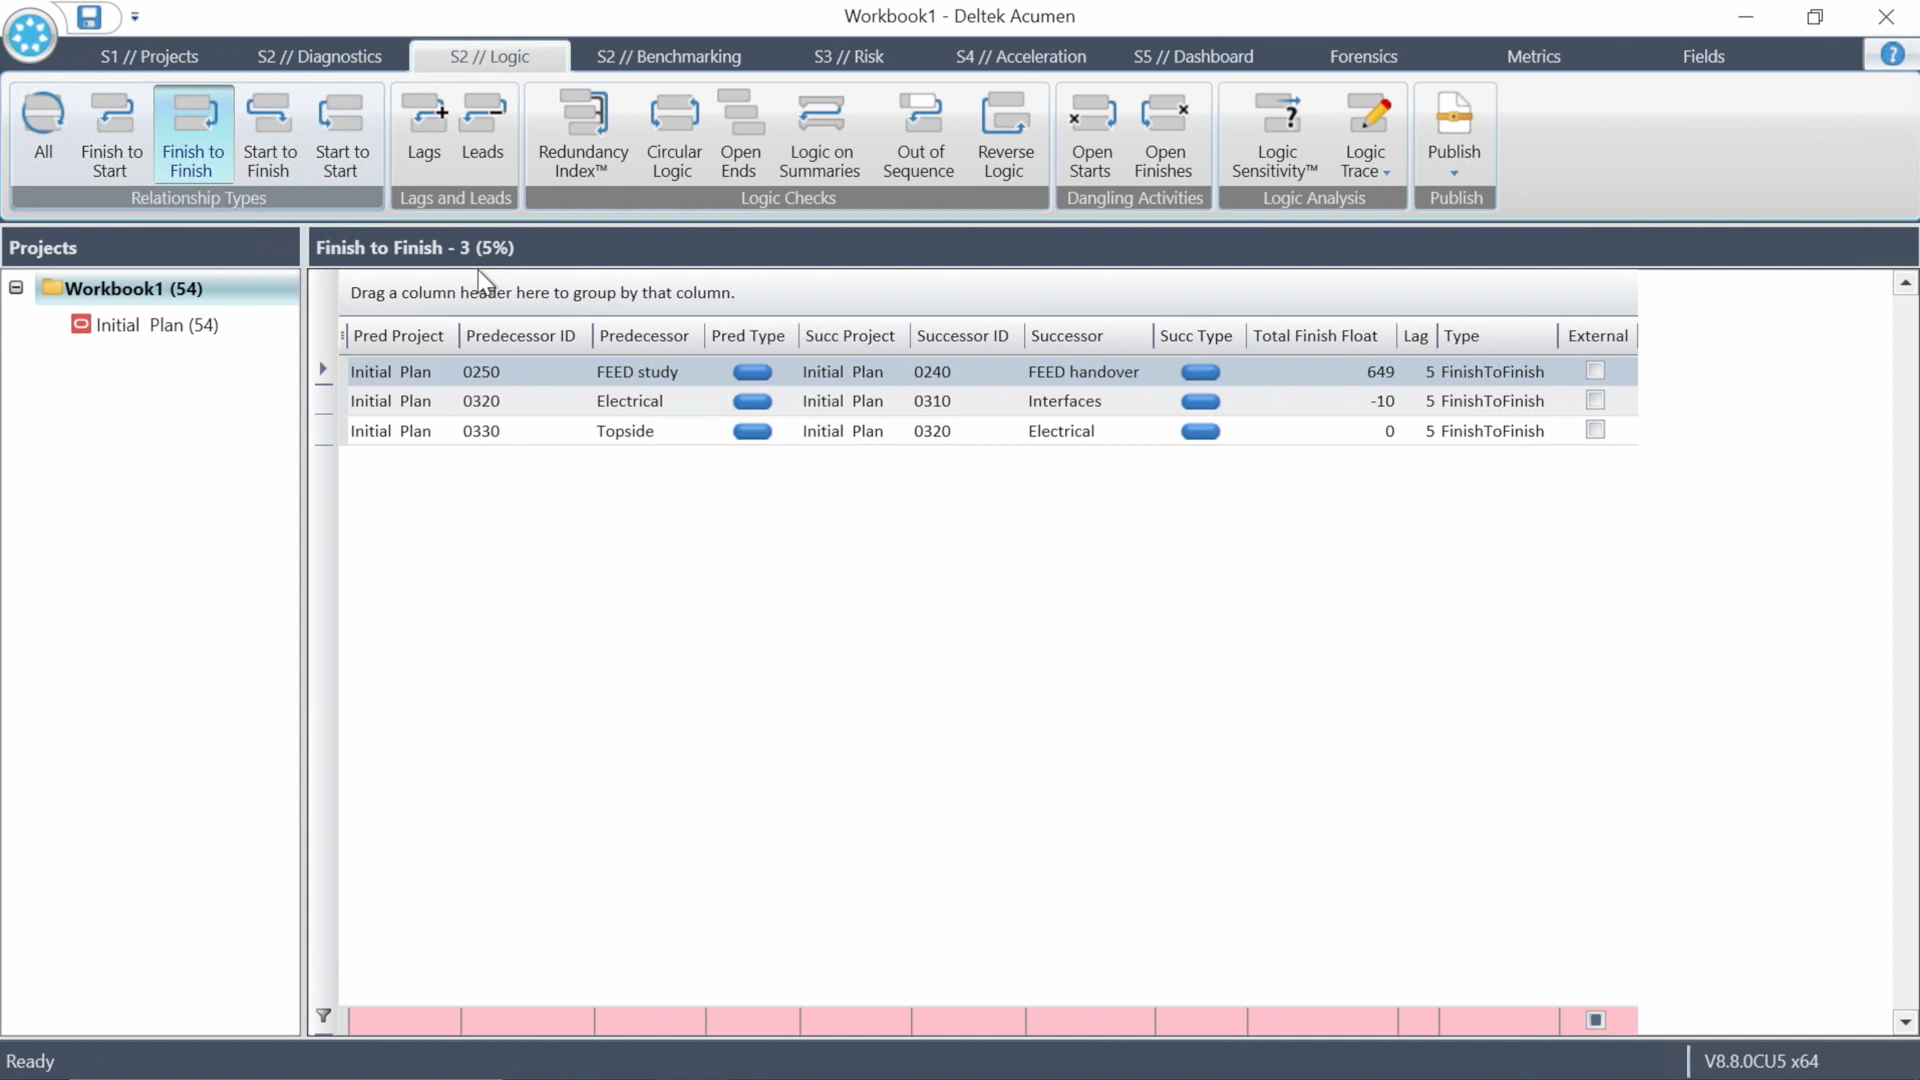 Workbook1 - Deltek Acumen
S1 // Projects
S2 // Diagnostics
S2 // Logic
S2 // Benchmarking
S3 // Risk
S4 // Acceleration
S5 // Dashboard
Forensics
Metrics
Fields
?
All
Finish to
Start
Finish to
Finish
Start to
Finish
Start to
Start
Relationship Types
Lags
Leads
Lags and Leads
Redundancy
Index™
Circular
Logic
Open
Ends
Logic on
Summaries
Out of
Sequence
Reverse
Logic
Logic Checks
Open
Starts
Open
Finishes
Dangling Activities
Logic
Sensitivity™
Logic
Trace
Logic Analysis
Publish
Publish
Projects
Finish to Finish - 3 (5%)
Workbook1 (54)
Initial Plan (54)
Drag a column header here to group by that column.
Pred Project Predecessor ID Predecessor Pred Type Succ Project Successor ID Successor Succ Type Total Finish Float Lag Type External
Initial Plan 0250 FEED study Initial Plan 0240 FEED handover 649 5 FinishToFinish
Initial Plan 0320 Electrical Initial Plan 0310 Interfaces -10 5 FinishToFinish
Initial Plan 0330 Topside Initial Plan 0320 Electrical 0 5 FinishToFinish
Ready
V8.8.0CU5 x64